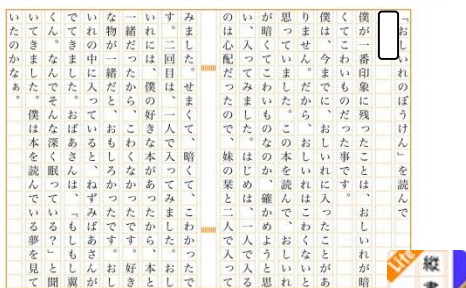 「おしいれのぼうけん」を読んで
僕が一番印象に残ったことは、おしいれが暗
くてこわいものだった事です。
僕は、今までに、おしいれに入ったことがあ
りません。だから、おしいれはこわくないと
思っていました。この本を読んで、おしいれ
が暗くてこわいものなのか、確かめようと思
い、入ってみました。はじめは、一人で入る
のは心配だったので、妹の栞と二人で入って
みました。せまくて、暗くて、こわかったで
す。二回目は、一人で入ってみました。おし
いれには、僕の好きな本があったから、本と
一緒だったから、こわくなかったです。好き
な物が一緒だと、おもしろかったです。おし
いれの中に入っていると、ねずみばあさんが
でてきました。おばあさんは、「もしもし翼
くん。なんでそんな深く眠っている？」と聞
いてきました。僕は本を読んでいる夢を見て
いたのかなぁ。
Lite
縦
書